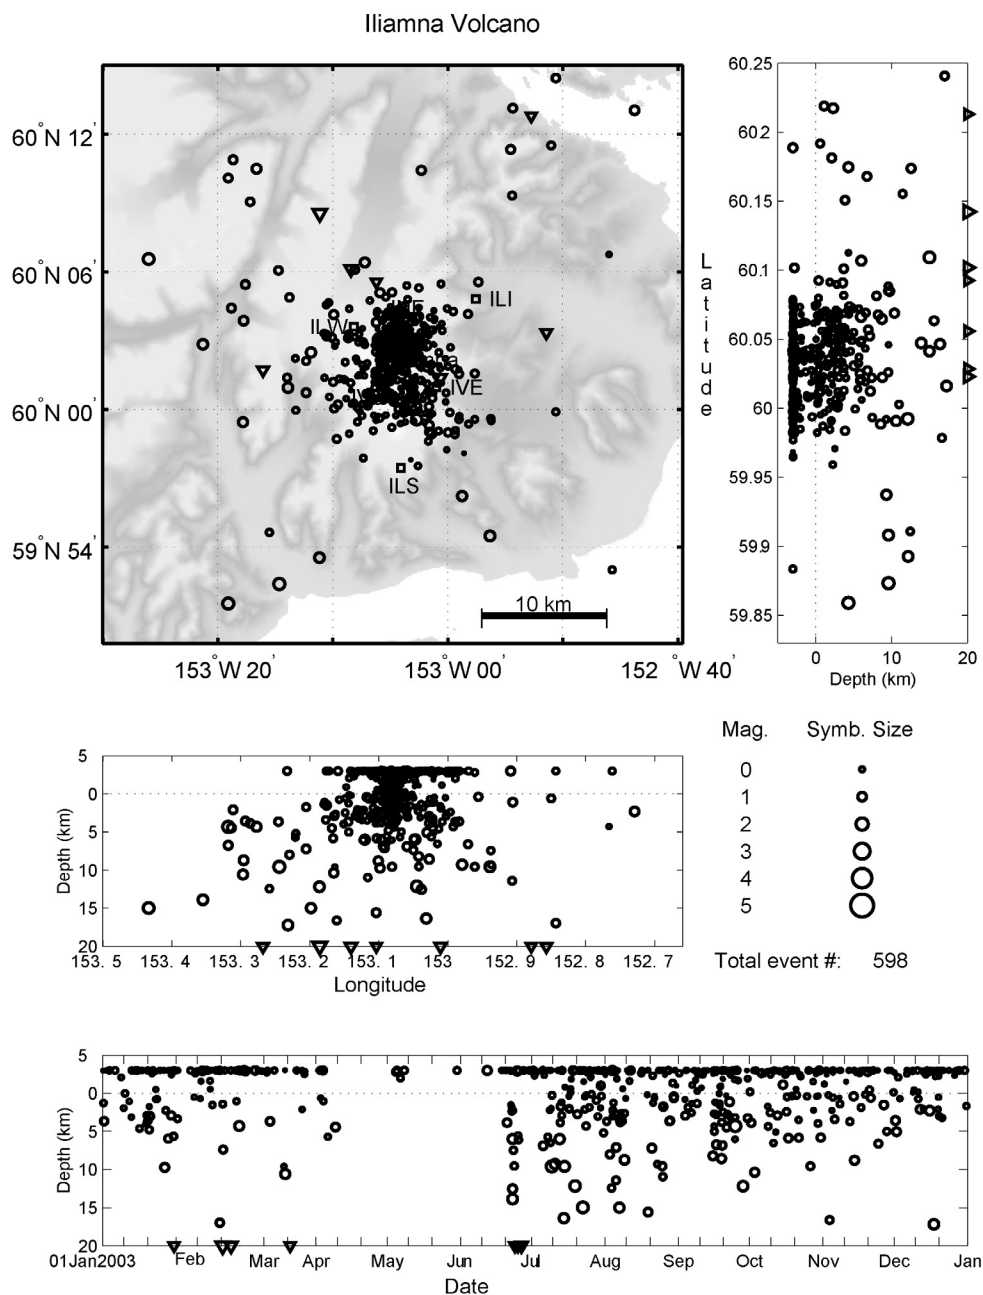 Iliamna Volcano
60°N 12'
60°N 06'
60°N 00'
59°N 54'
ILI
ILW
IVE
ILS
10 km
153°W 20'
153°W 00'
152°W 40'
60.25
60.2
60.15
60.1
60.05
60
59.95
59.9
59.85
Latitude
0 10 20
Depth (km)
5
0
5
10
15
20
Depth (km)
153. 5 153. 4 153. 3 153. 2 153. 1 153 152. 9 152. 8 152. 7
Longitude
Mag. Symb. Size
0
1
2
3
4
5
Total event #: 598
5
0
5
10
15
20
Depth (km)
01Jan2003 Feb Mar Apr May Jun Jul Aug Sep Oct Nov Dec Jan
Date